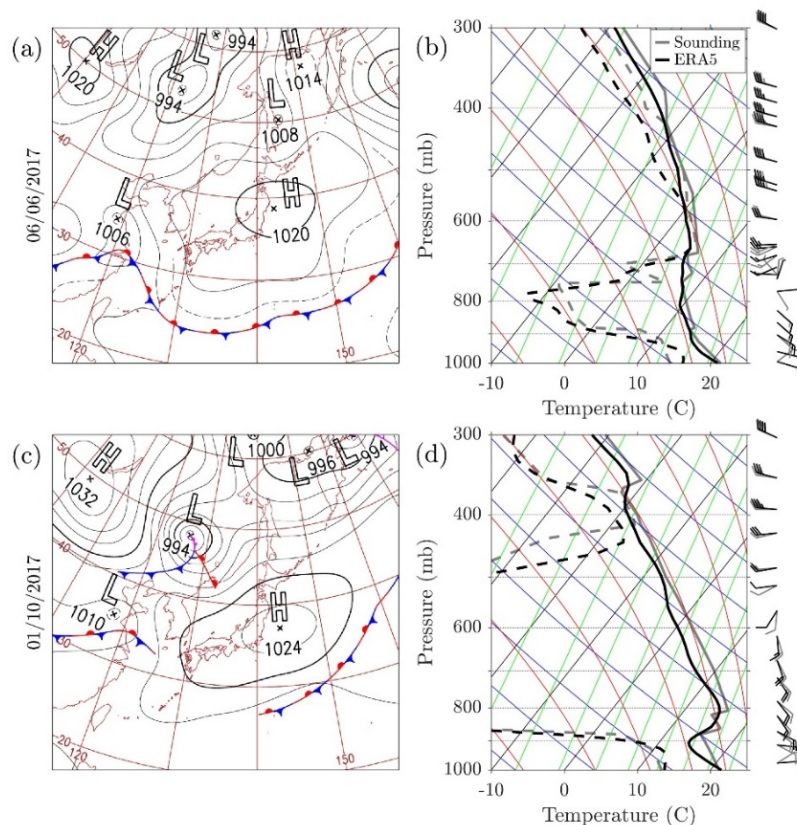 (a)
06/06/2017
50
H
1020
L
994
L
994
H
1014
L
1008
40
L
1006
H
1020
30
20
120
150
(b)
300
400
600
800
1000
Pressure (mb)
Sounding
ERA5
-10 0 10 20
Temperature (C)
(c)
01/10/2017
50
H
1032
L
1000
L
996
L
994
L
994
40
L
1010
H
1024
30
20
120
150
(d)
300
400
600
800
1000
Pressure (mb)
-10 0 10 20
Temperature (C)